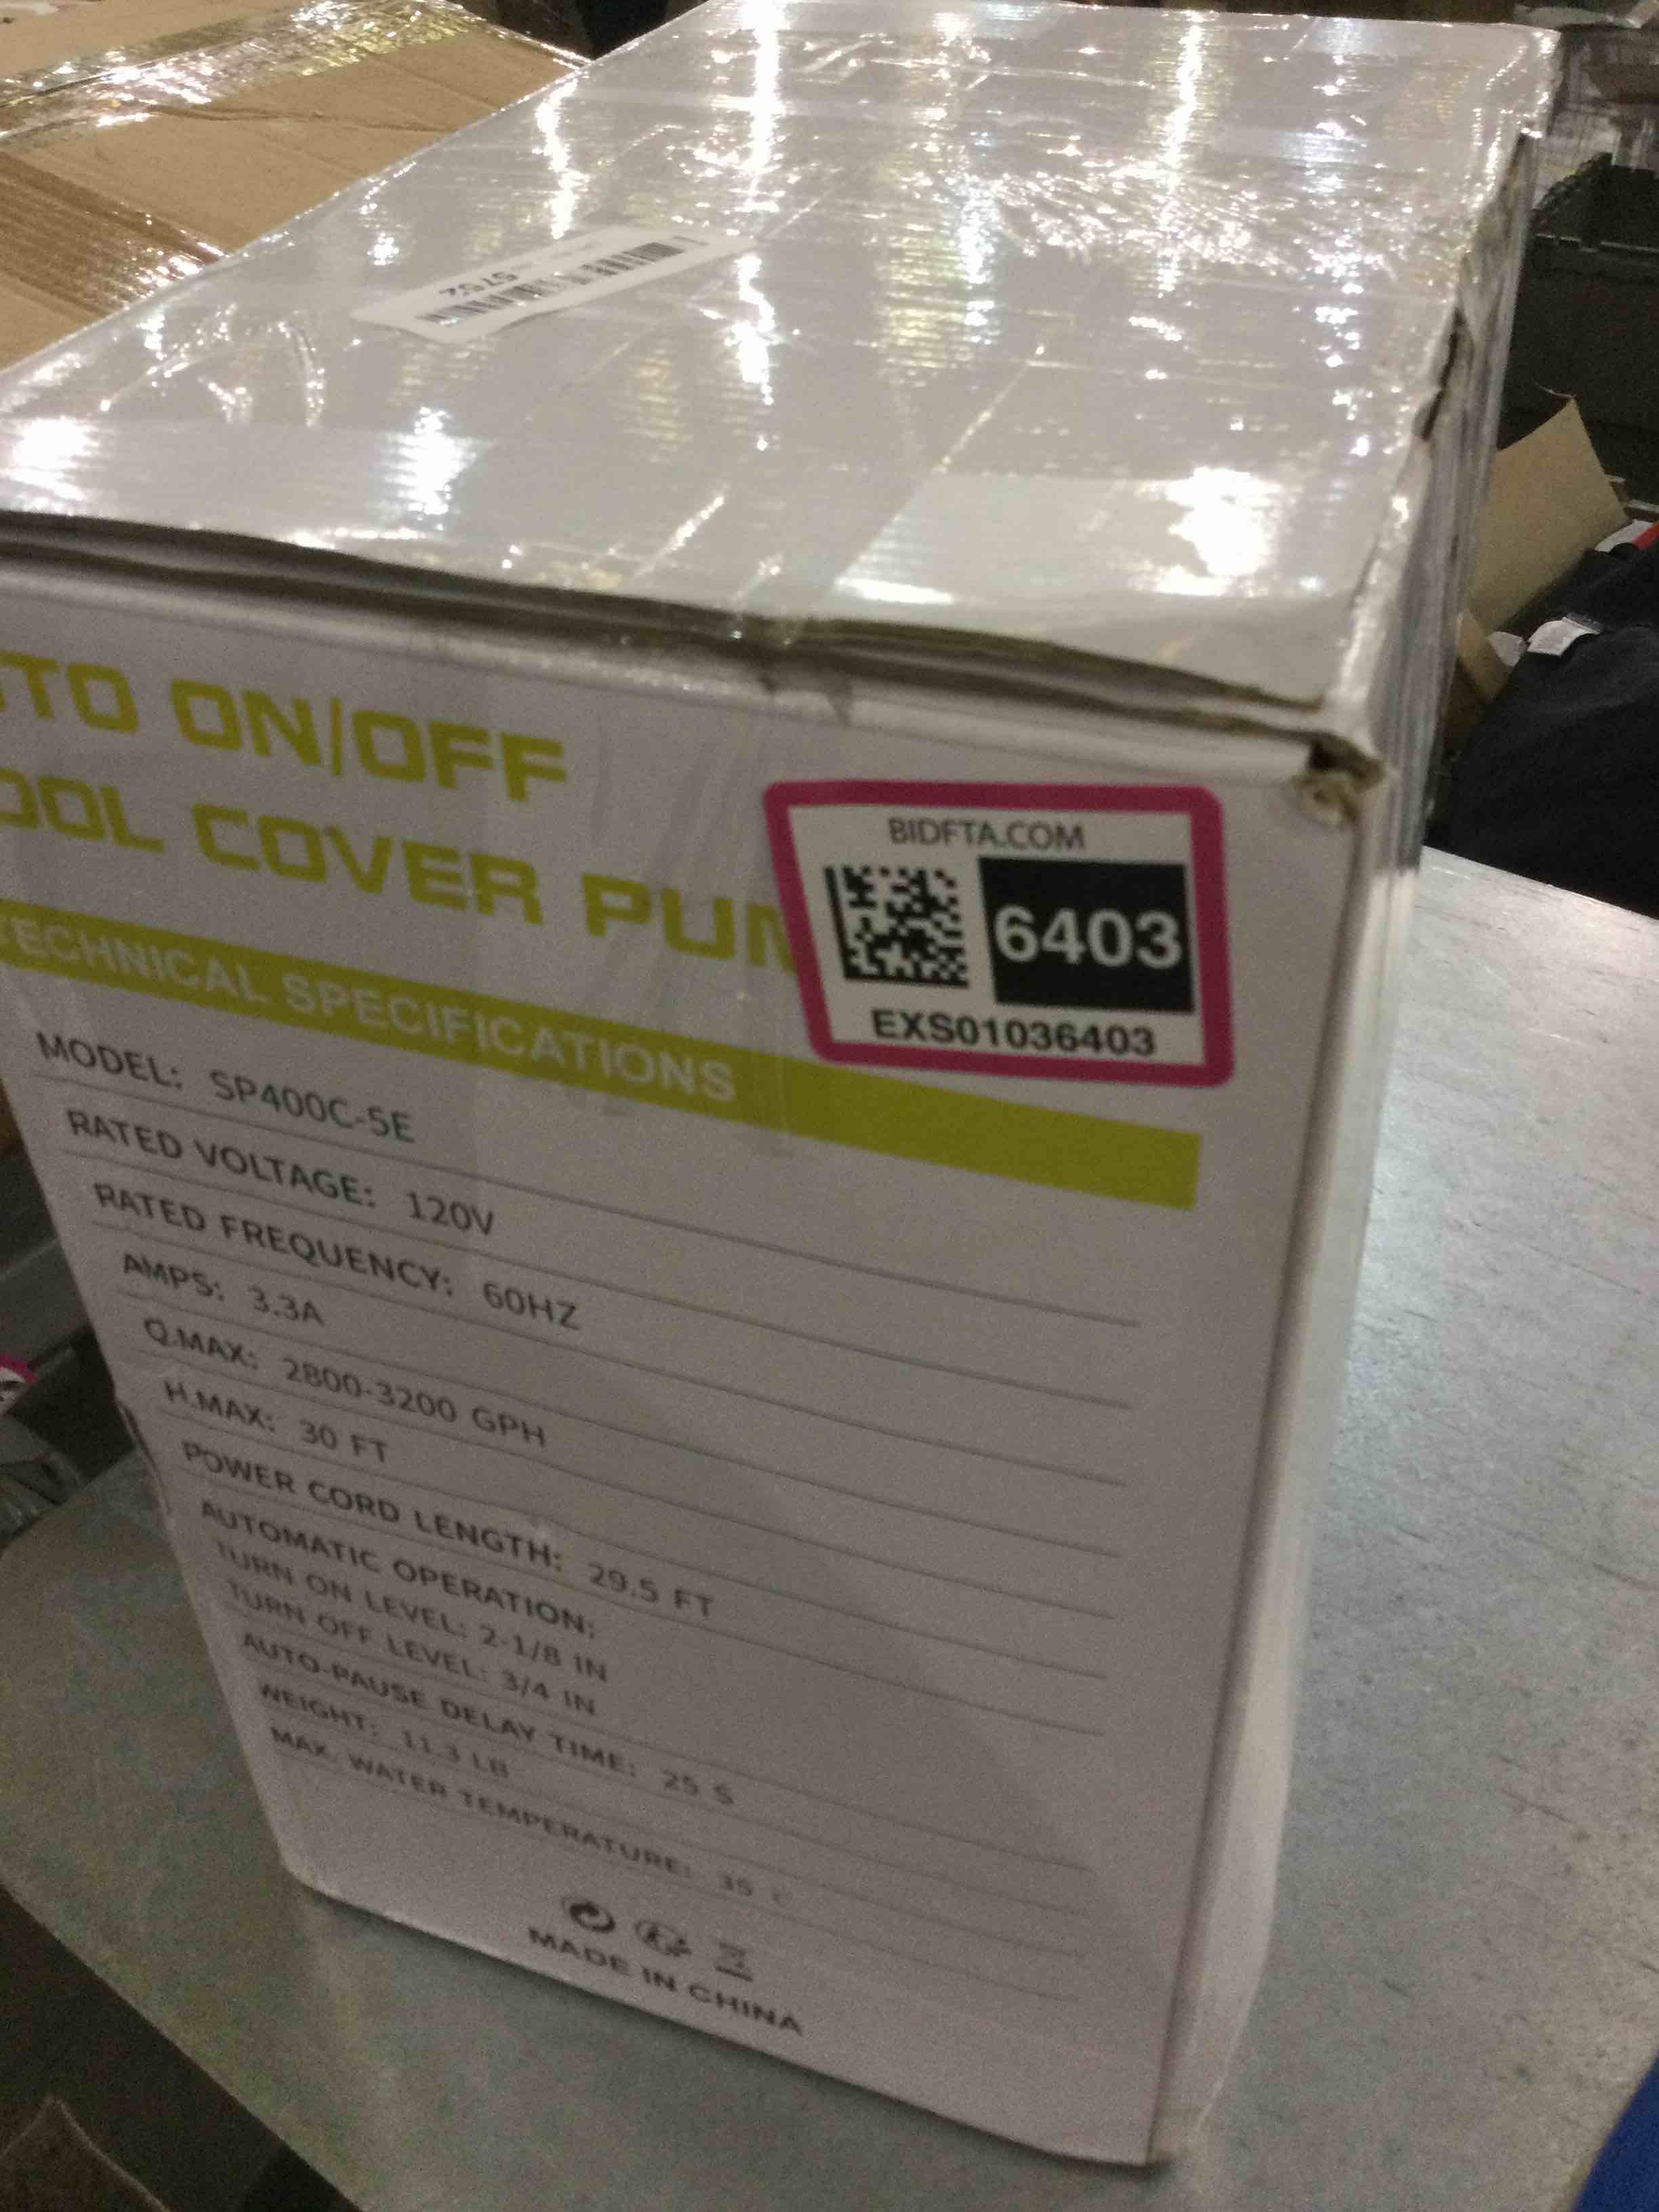 5752
TO ON/OFF
OOL COVER PUM
TECHNICAL SPECIFICATIONS
BIDFTA.COM
6403
EXS01036403
MODEL: SP400C-5E
RATED VOLTAGE: 120V
RATED FREQUENCY: 60HZ
AMPS: 3.3A
Q.MAX: 2800-3200 GPH
H.MAX: 30 FT
POWER CORD LENGTH: 29.5 FT
AUTOMATIC OPERATION:
TURN ON LEVEL: 2-1/8 IN
TURN OFF LEVEL: 3/4 IN
AUTO-PAUSE DELAY TIME: 25 S
WEIGHT: 11.3 LB
MAX. WATER TEMPERATURE: 35
MADE IN CHINA